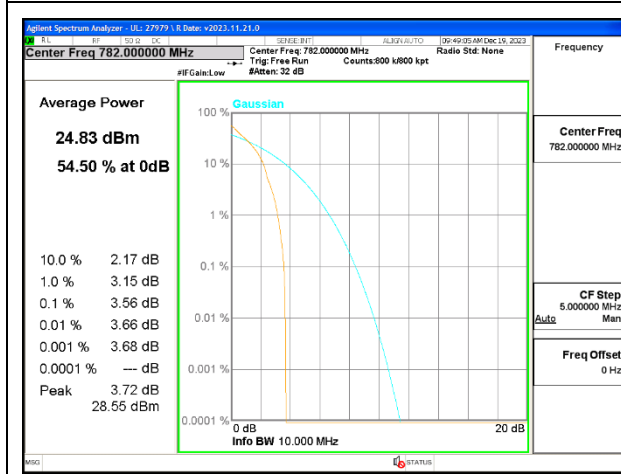 Agilent Spectrum Analyzer - UL: 27979 \ R Date: v2023.11.21.0
RL RF 50 Ω DC SENSE:INT ALIGN AUTO 09:49:05 AM Dec 19, 2023
Center Freq 782.000000 MHz
Center Freq: 782.000000 MHz Radio Std: None
Trig: Free Run Counts:800 k/800 kpt
#IFGain:Low #Atten: 32 dB
Frequency
Average Power
24.83 dBm
54.50 % at 0dB
10.0 % 2.17 dB
1.0 % 3.15 dB
0.1 % 3.56 dB
0.01 % 3.66 dB
0.001 % 3.68 dB
0.0001 % --- dB
Peak 3.72 dB
28.55 dBm
Gaussian
100 %
10 %
1 %
0.1 %
0.01 %
0.001 %
0.0001 %
0 dB 20 dB
Info BW 10.000 MHz
Center Freq
782.000000 MHz
CF Step
5.000000 MHz
Auto Man
Freq Offset
0 Hz
MSG STATUS